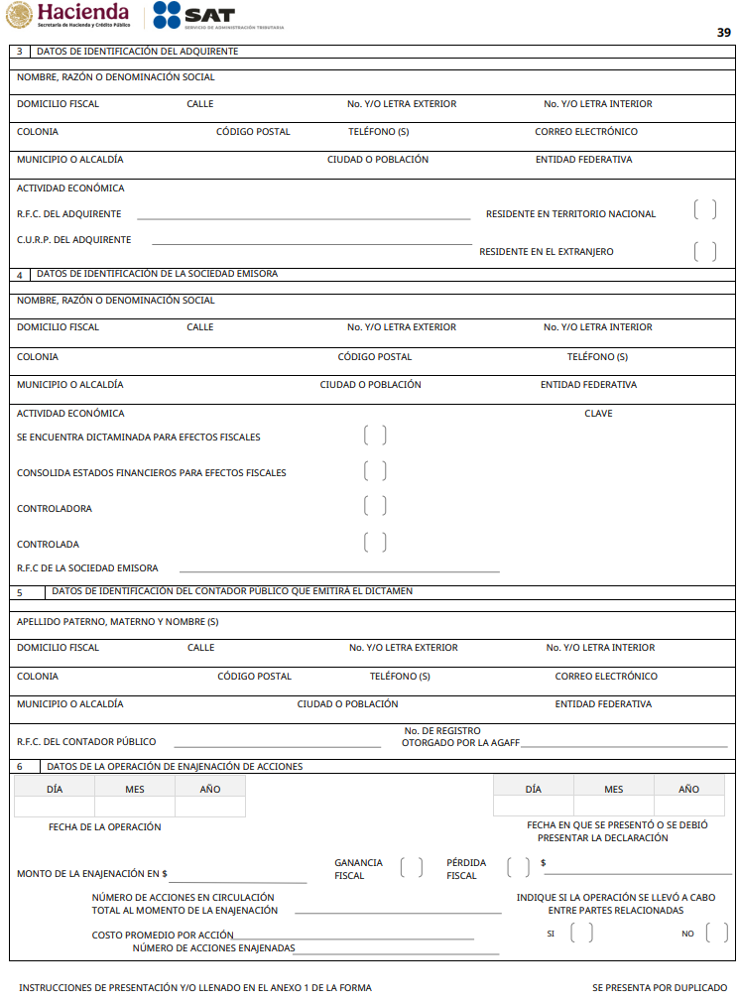 Hacienda
Secretaría de Hacienda y Crédito Público
SAT
SERVICIO DE ADMINISTRACIÓN TRIBUTARIA
39
3 DATOS DE IDENTIFICACIÓN DEL ADQUIRENTE
NOMBRE, RAZÓN O DENOMINACIÓN SOCIAL
DOMICILIO FISCAL CALLE No. Y/O LETRA EXTERIOR No. Y/O LETRA INTERIOR
COLONIA CÓDIGO POSTAL TELÉFONO (S) CORREO ELECTRÓNICO
MUNICIPIO O ALCALDÍA CIUDAD O POBLACIÓN ENTIDAD FEDERATIVA
ACTIVIDAD ECONÓMICA
R.F.C. DEL ADQUIRENTE RESIDENTE EN TERRITORIO NACIONAL
C.U.R.P. DEL ADQUIRENTE
RESIDENTE EN EL EXTRANJERO
4 DATOS DE IDENTIFICACIÓN DE LA SOCIEDAD EMISORA
NOMBRE, RAZÓN O DENOMINACIÓN SOCIAL
DOMICILIO FISCAL CALLE No. Y/O LETRA EXTERIOR No. Y/O LETRA INTERIOR
COLONIA CÓDIGO POSTAL TELÉFONO (S)
MUNICIPIO O ALCALDÍA CIUDAD O POBLACIÓN ENTIDAD FEDERATIVA
ACTIVIDAD ECONÓMICA CLAVE
SE ENCUENTRA DICTAMINADA PARA EFECTOS FISCALES
CONSOLIDA ESTADOS FINANCIEROS PARA EFECTOS FISCALES
CONTROLADORA
CONTROLADA
R.F.C DE LA SOCIEDAD EMISORA
5 DATOS DE IDENTIFICACIÓN DEL CONTADOR PÚBLICO QUE EMITIRÁ EL DICTAMEN
APELLIDO PATERNO, MATERNO Y NOMBRE (S)
DOMICILIO FISCAL CALLE No. Y/O LETRA EXTERIOR No. Y/O LETRA INTERIOR
COLONIA CÓDIGO POSTAL TELÉFONO (S) CORREO ELECTRÓNICO
MUNICIPIO O ALCALDÍA CIUDAD O POBLACIÓN ENTIDAD FEDERATIVA
No. DE REGISTRO
R.F.C. DEL CONTADOR PÚBLICO OTORGADO POR LA AGAFF
6 DATOS DE LA OPERACIÓN DE ENAJENACIÓN DE ACCIONES
DÍA MES AÑO DÍA MES AÑO
FECHA DE LA OPERACIÓN FECHA EN QUE SE PRESENTÓ O SE DEBIÓ
PRESENTAR LA DECLARACIÓN
GANANCIA PÉRDIDA $
MONTO DE LA ENAJENACIÓN EN $ FISCAL FISCAL
NÚMERO DE ACCIONES EN CIRCULACIÓN INDIQUE SI LA OPERACIÓN SE LLEVÓ A CABO
TOTAL AL MOMENTO DE LA ENAJENACIÓN ENTRE PARTES RELACIONADAS
COSTO PROMEDIO POR ACCIÓN SI NO
NÚMERO DE ACCIONES ENAJENADAS
INSTRUCCIONES DE PRESENTACIÓN Y/O LLENADO EN EL ANEXO 1 DE LA FORMA SE PRESENTA POR DUPLICADO